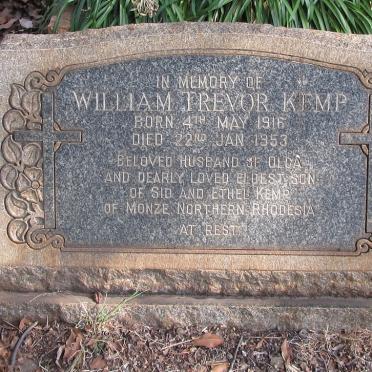 IN MEMORY OF
WILLIAM TREVOR KEMP
BORN 4TH MAY 1916
DIED 22ND JAN 1953
BELOVED HUSBAND OF OLGA
AND DEARLY LOVED ELDEST SON
OF SID AND ETHEL KEMP
OF MONZE, NORTHERN RHODESIA
AT REST